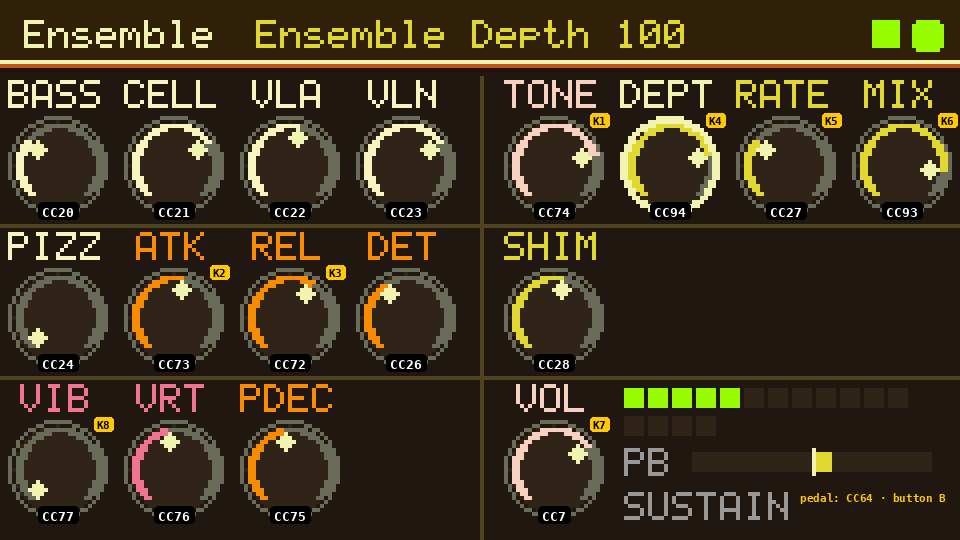 Ensemble Ensemble Depth 100
BASS CELL VLA VLN TONE DEPT RATE MIX
K1 K4 K5 K6
CC20 CC21 CC22 CC23 CC74 CC94 CC27 CC93
PIZZ ATK REL DET SHIM
K2 K3
CC24 CC73 CC72 CC26 CC28
VIB VRT PDEC VOL
K8 K7
PB
SUSTAIN pedal: CC64 · button B
CC77 CC76 CC75 CC7